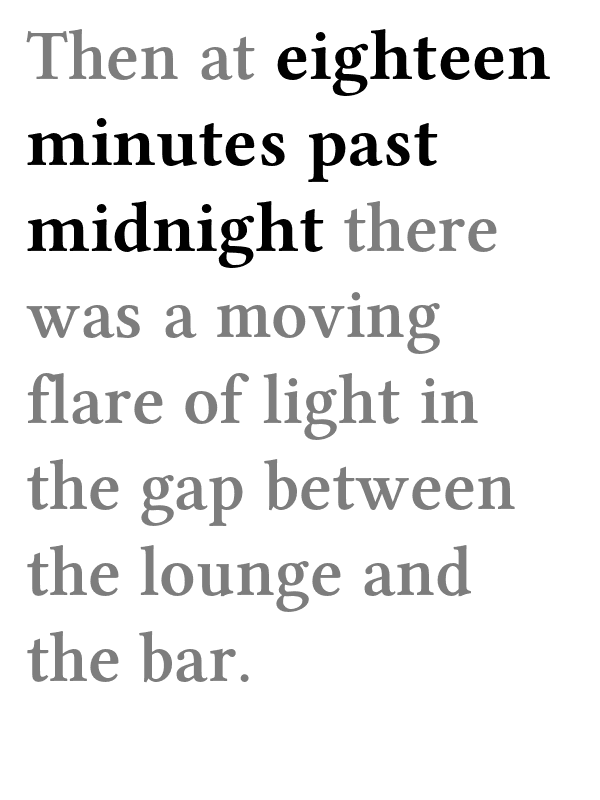 Then at eighteen
minutes past
midnight there
was a moving
flare of light in
the gap between
the lounge and
the bar.